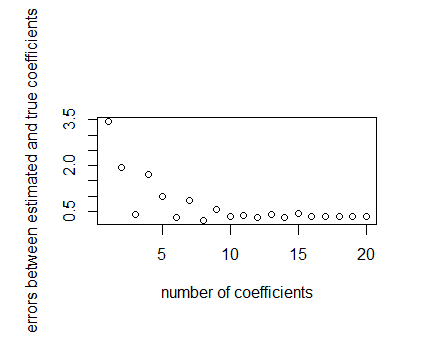 errors between estimated and true coefficients
3.5
2.0
0.5
5 10 15 20
number of coefficients